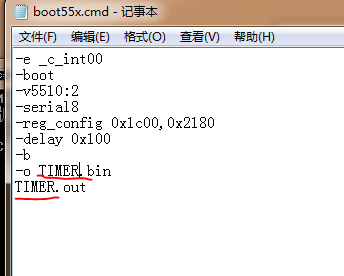 boot55x.cmd - 记事本
文件(F) 编辑(E) 格式(O) 查看(V) 帮助(H)
-e _c_int00
-boot
-v5510:2
-serial8
-reg_config 0x1c00,0x2180
-delay 0x100
-b
-o TIMER.bin
TIMER.out